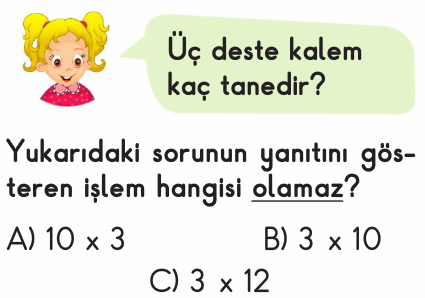 Üç deste kalem
kaç tanedir?
Yukarıdaki sorunun yanıtını gös-
teren işlem hangisi olamaz?
A) 10 x 3 B) 3 x 10
C) 3 x 12